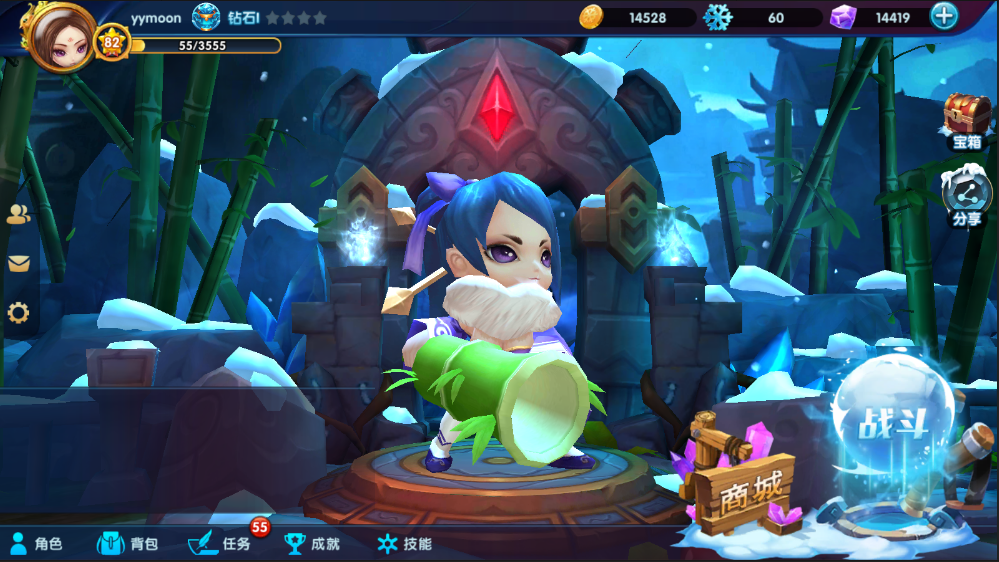 yymoon 钻石I 14528 60 14419
82 55/3555
宝箱
分享
战斗
商城
角色 背包 任务 55 成就 技能